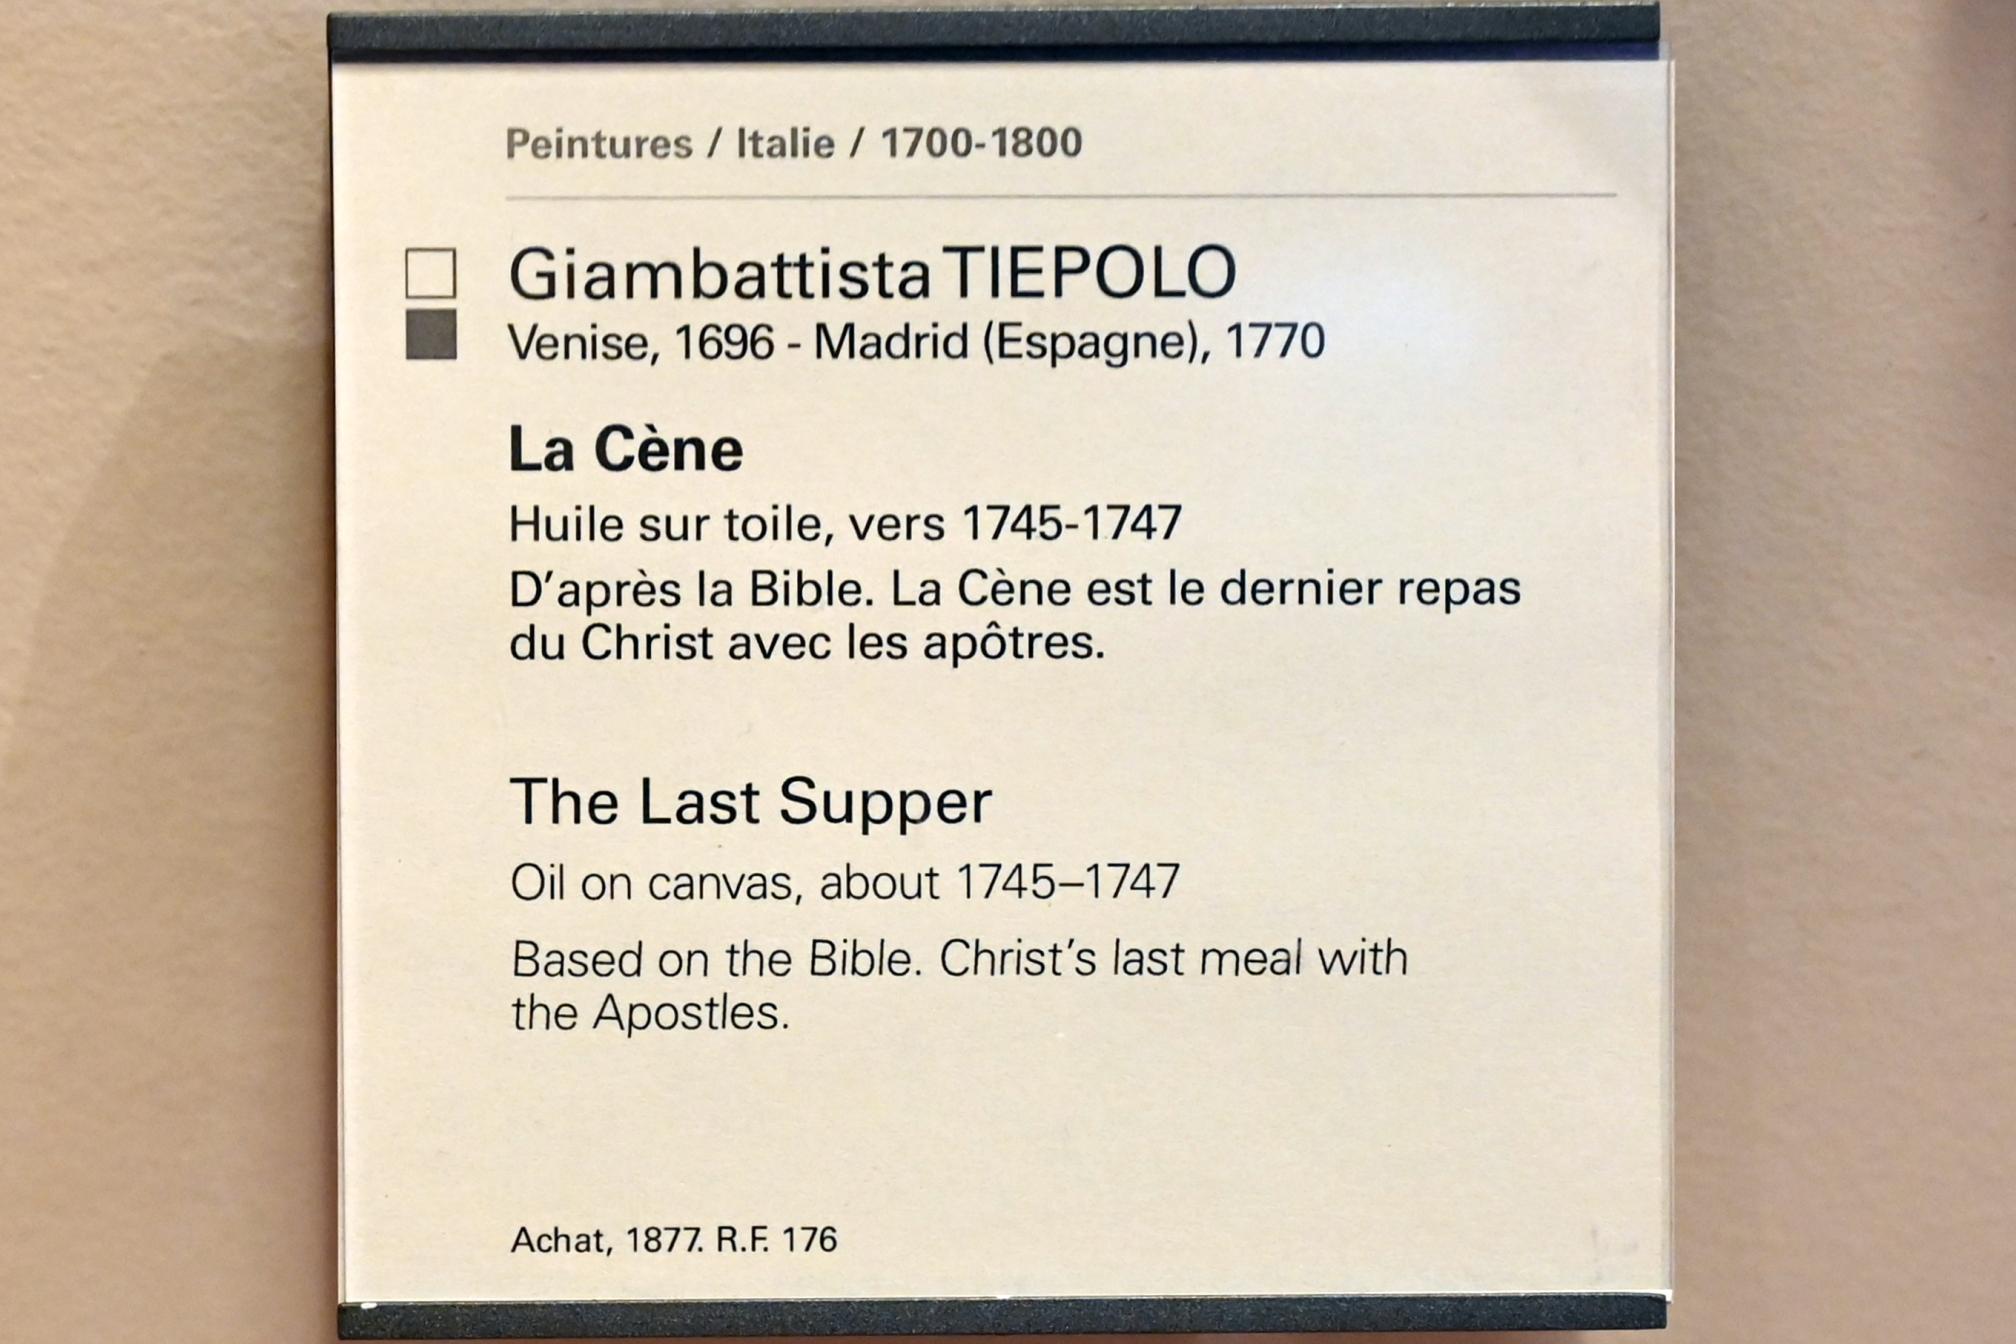 Peintures / Italie / 1700-1800
Giambattista TIEPOLO
Venise, 1696 - Madrid (Espagne), 1770
La Cène
Huile sur toile, vers 1745-1747
D'après la Bible. La Cène est le dernier repas
du Christ avec les apôtres.
The Last Supper
Oil on canvas, about 1745–1747
Based on the Bible. Christ's last meal with
the Apostles.
Achat, 1877. R.F. 176